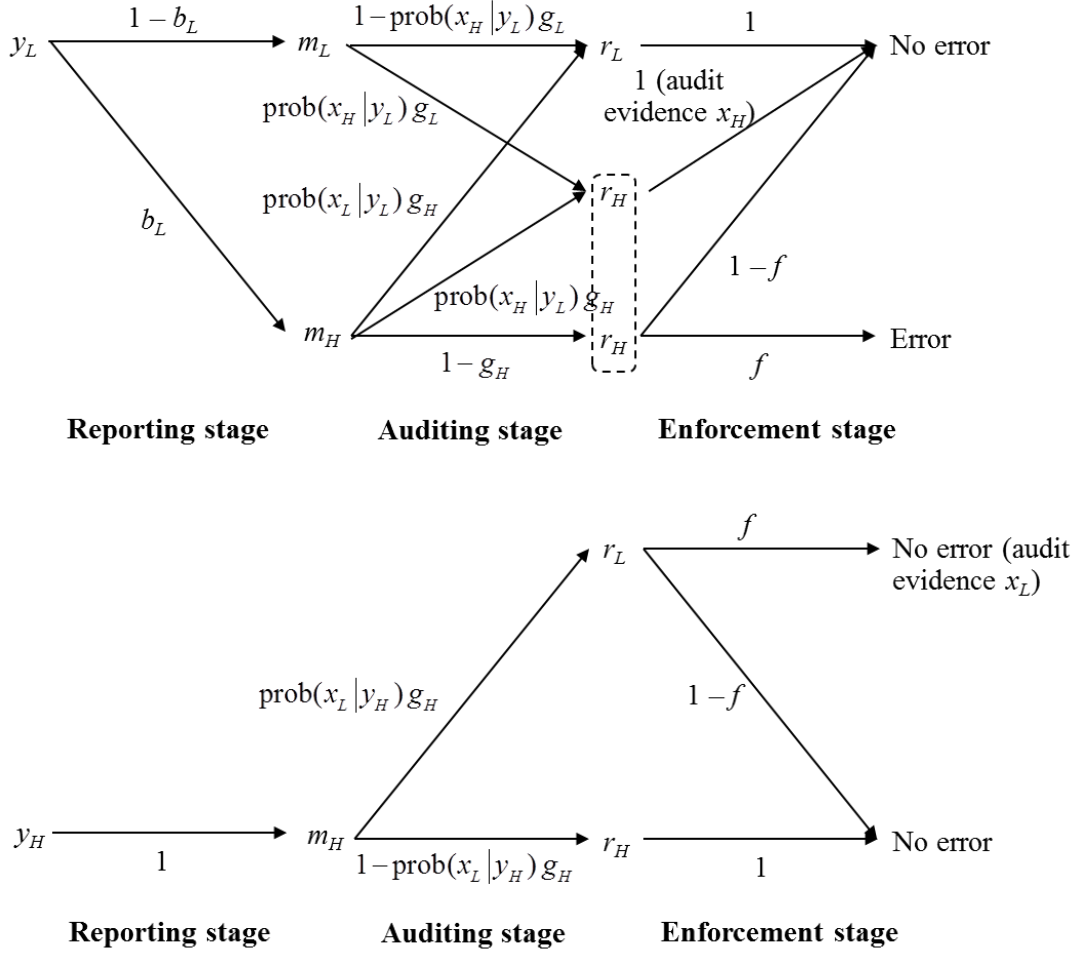 1 − b_L
1−prob(x_H|y_L) g_L
1
y_L
m_L
r_L
No error
1 (audit
evidence x_H)
prob(x_H|y_L) g_L
prob(x_L|y_L) g_H
r_H
b_L
1 − f
prob(x_H|y_L) g_H
m_H
r_H
Error
1 − g_H
f
Reporting stage
Auditing stage
Enforcement stage
f
r_L
No error (audit
evidence x_L)
prob(x_L|y_H) g_H
1 − f
y_H
m_H
r_H
No error
1
1−prob(x_L|y_H) g_H
1
Reporting stage
Auditing stage
Enforcement stage